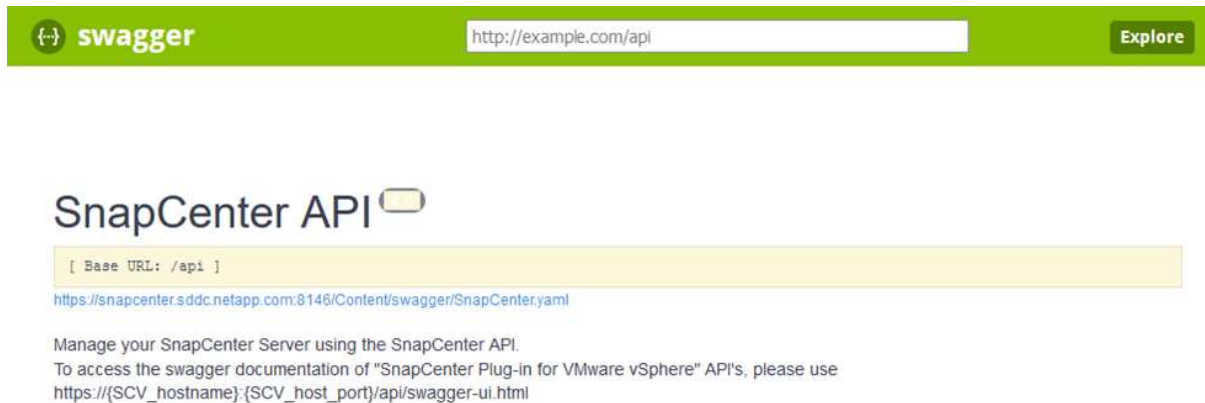 {···} swagger
http://example.com/api
Explore
SnapCenter API
[ Base URL: /api ]
https://snapcenter.sddc.netapp.com:8146/Content/swagger/SnapCenter.yaml
Manage your SnapCenter Server using the SnapCenter API.
To access the swagger documentation of "SnapCenter Plug-in for VMware vSphere" API's, please use
https://{SCV_hostname}:{SCV_host_port}/api/swagger-ui.html